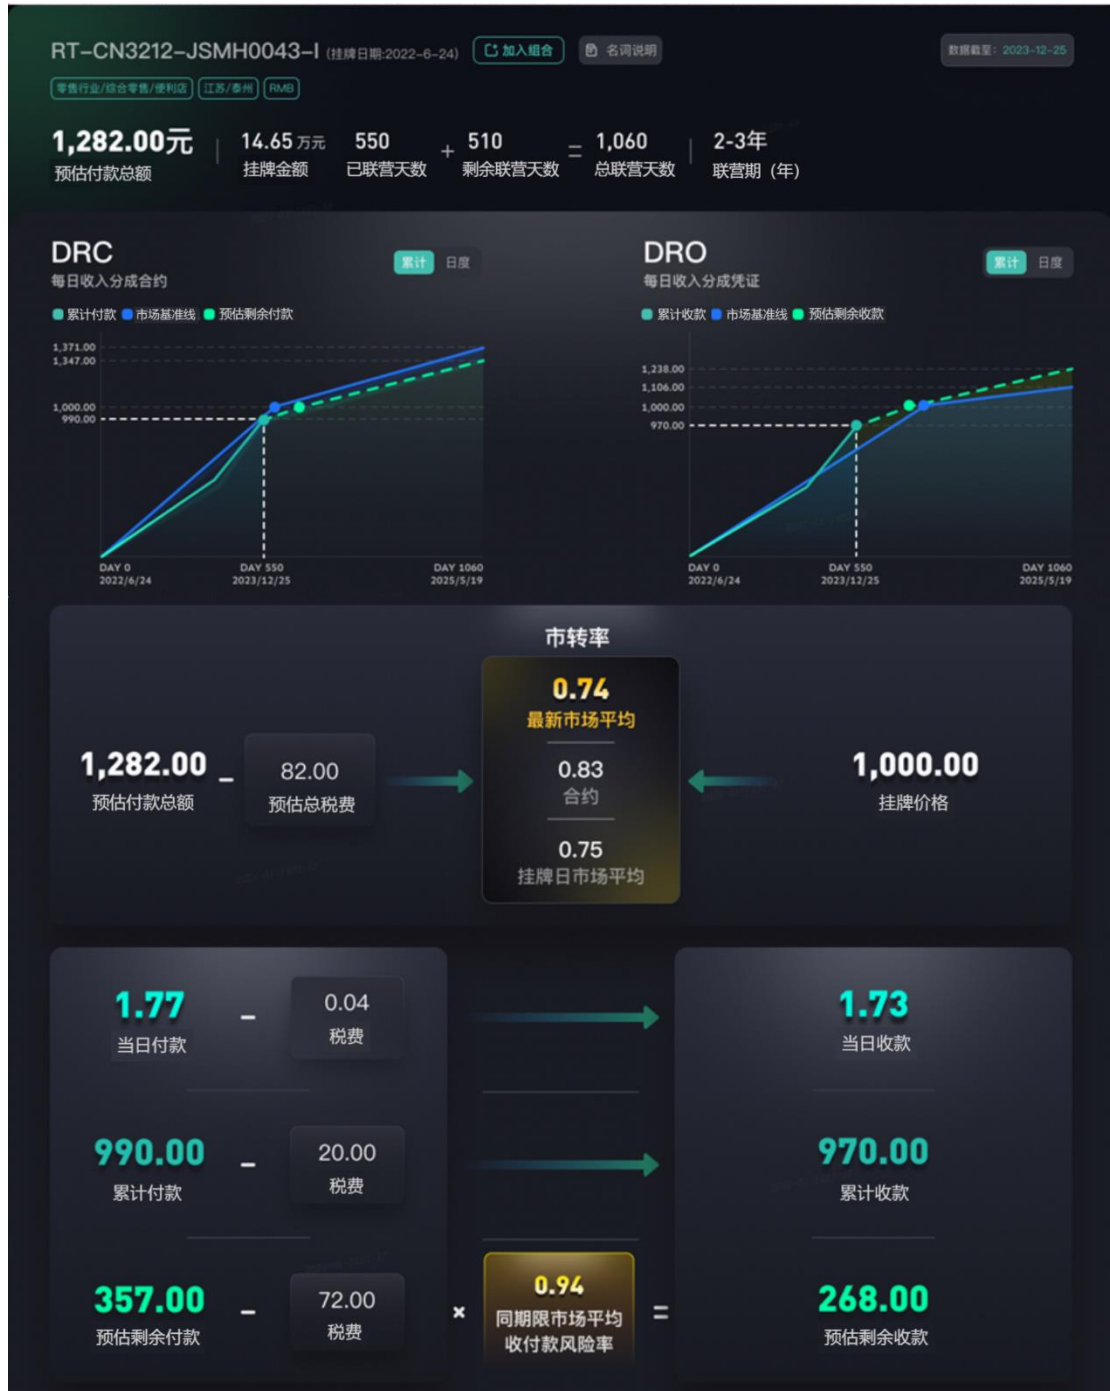 RT-CN3212-JSMH0043-I (挂牌日期:2022-6-24) 加入组合 名词说明 数据截至：2023-12-25
零售行业/综合零售/便利店 江苏/泰州 RMB
1,282.00元 14.65万元 550 + 510 = 1,060 2-3年
预估付款总额 挂牌金额 已联营天数 剩余联营天数 总联营天数 联营期（年）
DRC 累计 日度
每日收入分成合约
累计付款 市场基准线 预估剩余付款
1,371.00
1,347.00
1,000.00
990.00
DAY 0 DAY 550 DAY 1060
2022/6/24 2023/12/25 2025/5/19
DRO 累计 日度
每日收入分成凭证
累计收款 市场基准线 预估剩余收款
1,238.00
1,106.00
1,000.00
970.00
DAY 0 DAY 550 DAY 1060
2022/6/24 2023/12/25 2025/5/19
市转率
1,282.00
预估付款总额
-
82.00
预估总税费
0.74
最新市场平均
0.83
合约
0.75
挂牌日市场平均
1,000.00
挂牌价格
1.77 - 0.04 1.73
当日付款 税费 当日收款
990.00 - 20.00 970.00
累计付款 税费 累计收款
357.00 - 72.00 × 0.94 = 268.00
预估剩余付款 税费 同期限市场平均 预估剩余收款
收付款风险率